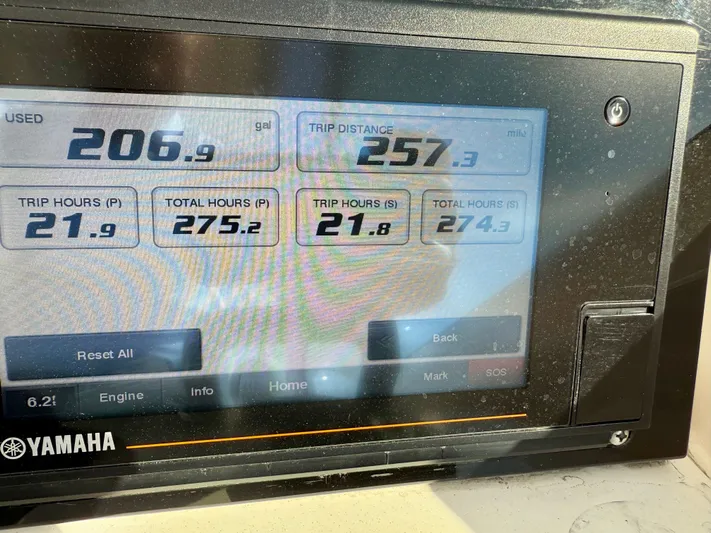 USED gal
206.9
TRIP DISTANCE mile
257.3
TRIP HOURS (P)
21.9
TOTAL HOURS (P)
275.2
TRIP HOURS (S)
21.8
TOTAL HOURS (S)
274.3
Reset All
Back
Engine
Info
Home
Mark
SOS
YAMAHA